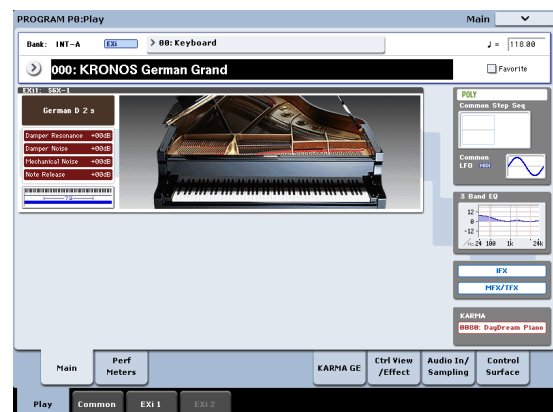 PROGRAM P0:Play
Main
Bank: INT-A EXi > 00: Keyboard ♩ = 118.00
000: KRONOS German Grand Favorite
EXi1: SGX-1
German D 2 s
Damper Resonance +00dB
Damper Noise +00dB
Mechanical Noise +00dB
Note Release +00dB
POLY
Common Step Seq
Common
LFO MIDI
3 Band EQ
12
0
-12
Hz 24 100 1k 24k
IFX
MFX/TFX
KARMA
0080: DayDream Piano
Main
Perf
Meters
KARMA GE
Ctrl View
/Effect
Audio In/
Sampling
Control
Surface
Play
Common
EXi 1
EXi 2